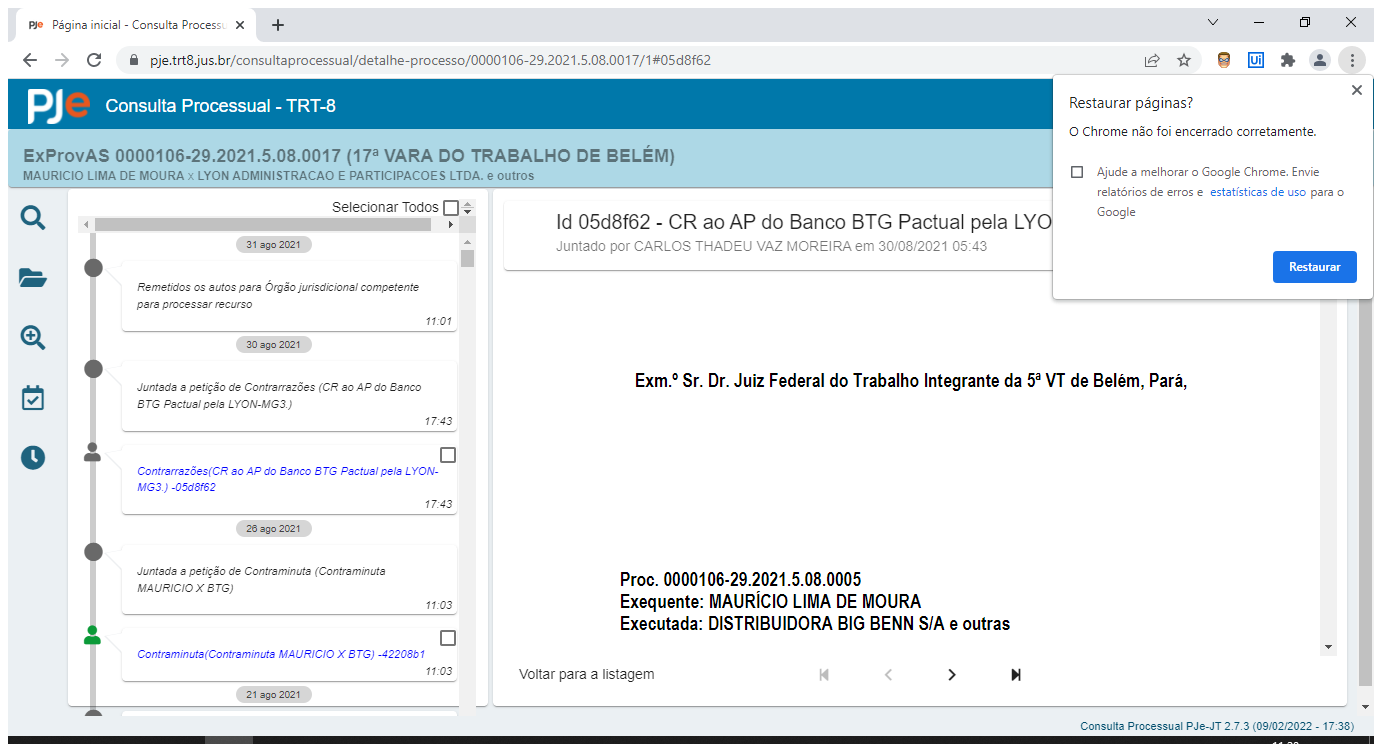 PJe Página inicial - Consulta Process
pje.trt8.jus.br/consultaprocessual/detalhe-processo/0000106-29.2021.5.08.0017/1#05d8f62
Ui
PJe Consulta Processual - TRT-8
ExProvAS 0000106-29.2021.5.08.0017 (17ª VARA DO TRABALHO DE BELÉM)
MAURICIO LIMA DE MOURA x LYON ADMINISTRACAO E PARTICIPACOES LTDA. e outros
Restaurar páginas?
O Chrome não foi encerrado corretamente.
Ajude a melhorar o Google Chrome. Envie
relatórios de erros e estatísticas de uso para o
Google
Restaurar
Selecionar Todos
31 ago 2021
Remetidos os autos para Órgão jurisdicional competente
para processar recurso
11:01
30 ago 2021
Juntada a petição de Contrarrazões (CR ao AP do Banco
BTG Pactual pela LYON-MG3.)
17:43
Contrarrazões(CR ao AP do Banco BTG Pactual pela LYON-
MG3.) -05d8f62
17:43
26 ago 2021
Juntada a petição de Contraminuta (Contraminuta
MAURICIO X BTG)
11:03
Contraminuta(Contraminuta MAURICIO X BTG) -42208b1
11:03
21 ago 2021
Id 05d8f62 - CR ao AP do Banco BTG Pactual pela LYO
Juntado por CARLOS THADEU VAZ MOREIRA em 30/08/2021 05:43
Exm.º Sr. Dr. Juiz Federal do Trabalho Integrante da 5ª VT de Belém, Pará,
Proc. 0000106-29.2021.5.08.0005
Exequente: MAURÍCIO LIMA DE MOURA
Executada: DISTRIBUIDORA BIG BENN S/A e outras
Voltar para a listagem
Consulta Processual PJe-JT 2.7.3 (09/02/2022 - 17:38)